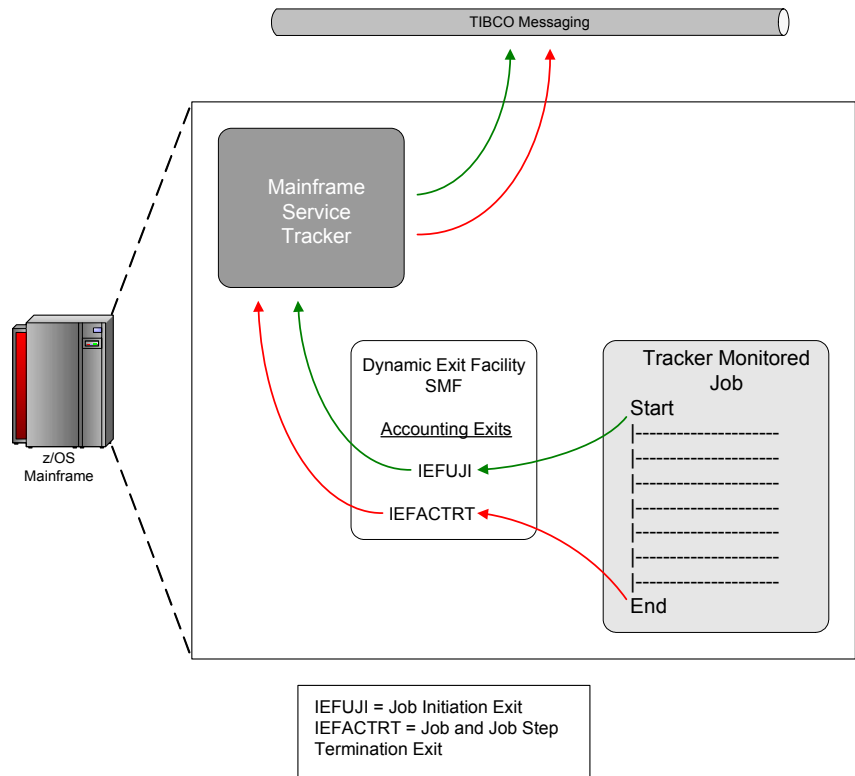 TIBCO Messaging
Mainframe
Service
Tracker
Dynamic Exit Facility
SMF
Accounting Exits
IEFUJI
IEFACTRT
Tracker Monitored
Job
Start
|-------------------
|-------------------
|-------------------
|-------------------
|-------------------
|-------------------
|-------------------
End
z/OS
Mainframe
IEFUJI = Job Initiation Exit
IEFACTRT = Job and Job Step
Termination Exit